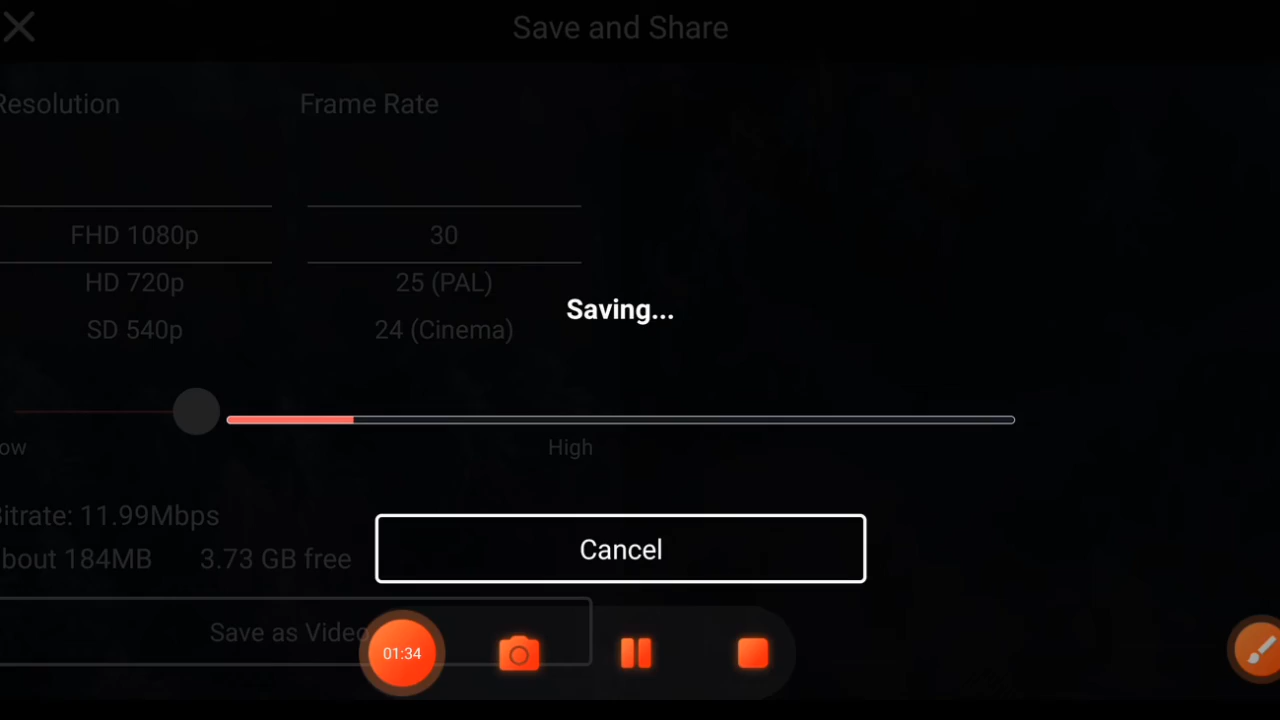 Save and Share
Resolution
Frame Rate
FHD 1080p
30
HD 720p
25 (PAL)
SD 540p
24 (Cinema)
Saving...
ow
High
Bitrate: 11.99Mbps
bout 184MB
3.73 GB free
Cancel
Save as Video
01:34